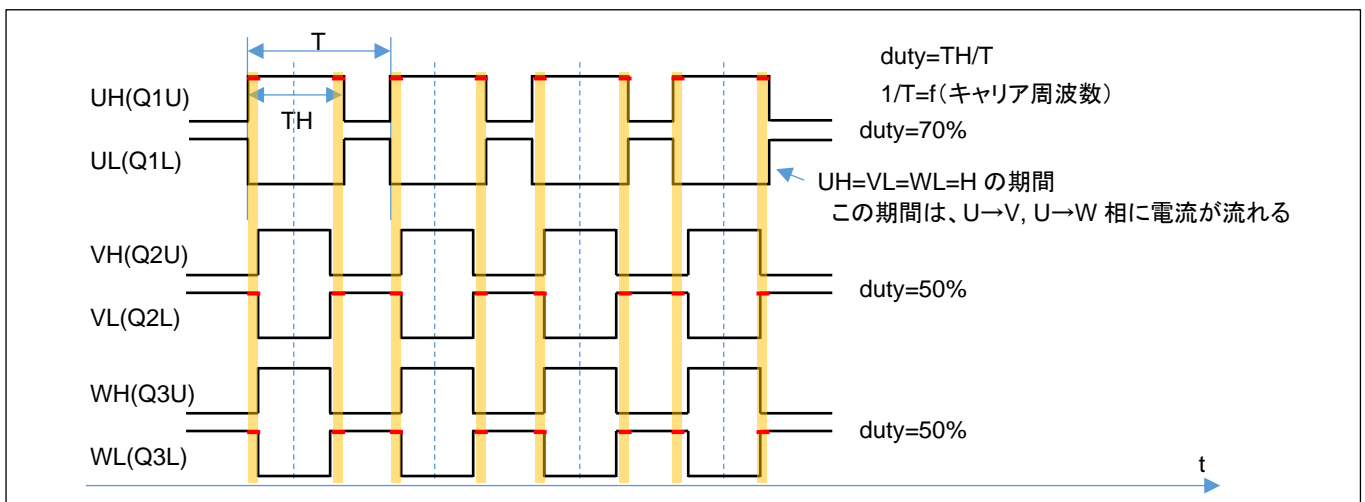 T
duty=TH/T
UH(Q1U)
1/T=f(キャリア周波数)
TH
duty=70%
UL(Q1L)
UH=VL=WL=H の期間
この期間は、U→V, U→W 相に電流が流れる
VH(Q2U)
duty=50%
VL(Q2L)
WH(Q3U)
duty=50%
WL(Q3L)
t